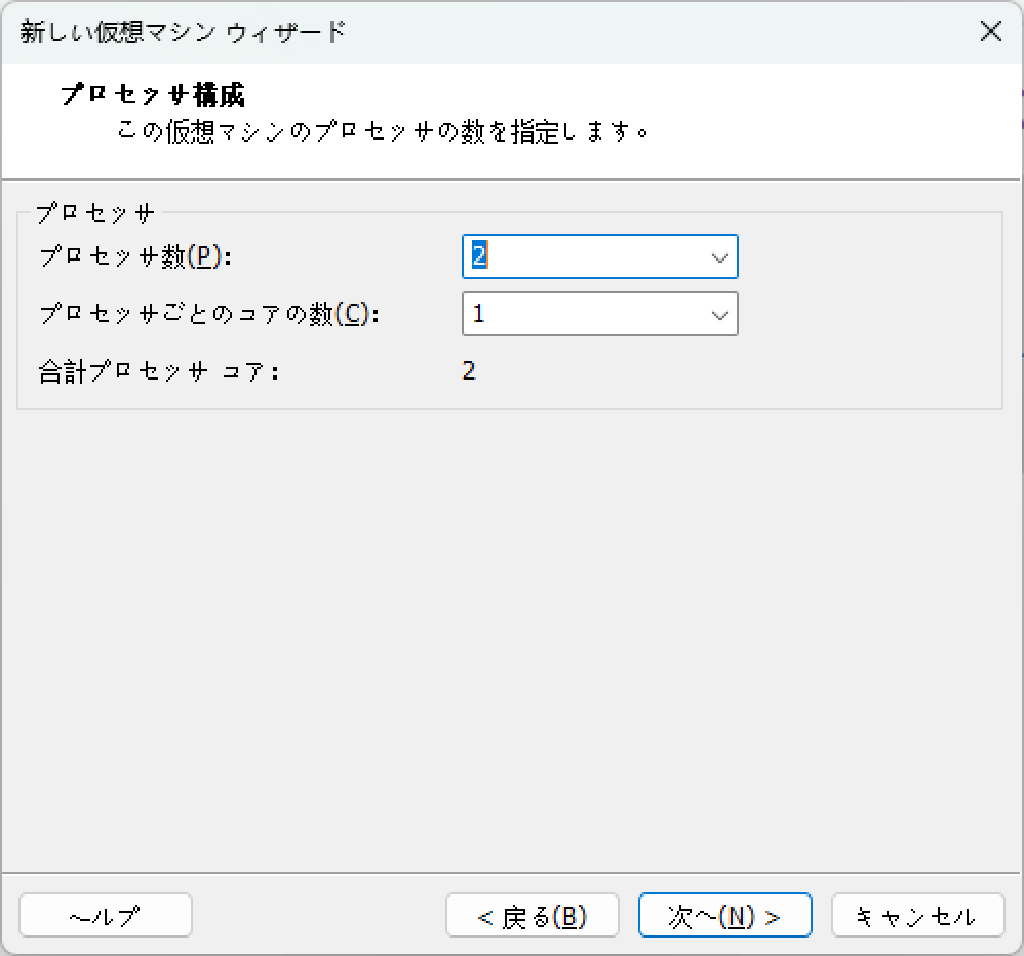 新しい仮想マシン ウィザード
プロセッサ構成
この仮想マシンのプロセッサの数を指定します。
プロセッサ
プロセッサ数(P): 2
プロセッサごとのコアの数(C): 1
合計プロセッサ コア: 2
ヘルプ < 戻る(B) 次へ(N) > キャンセル